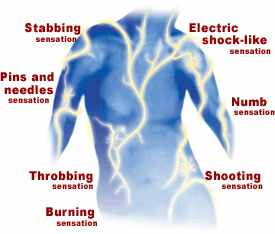 Stabbing
sensation
Electric
shock-like
sensation
Pins and
needles
sensation
Numb
sensation
Throbbing
sensation
Shooting
sensation
Burning
sensation